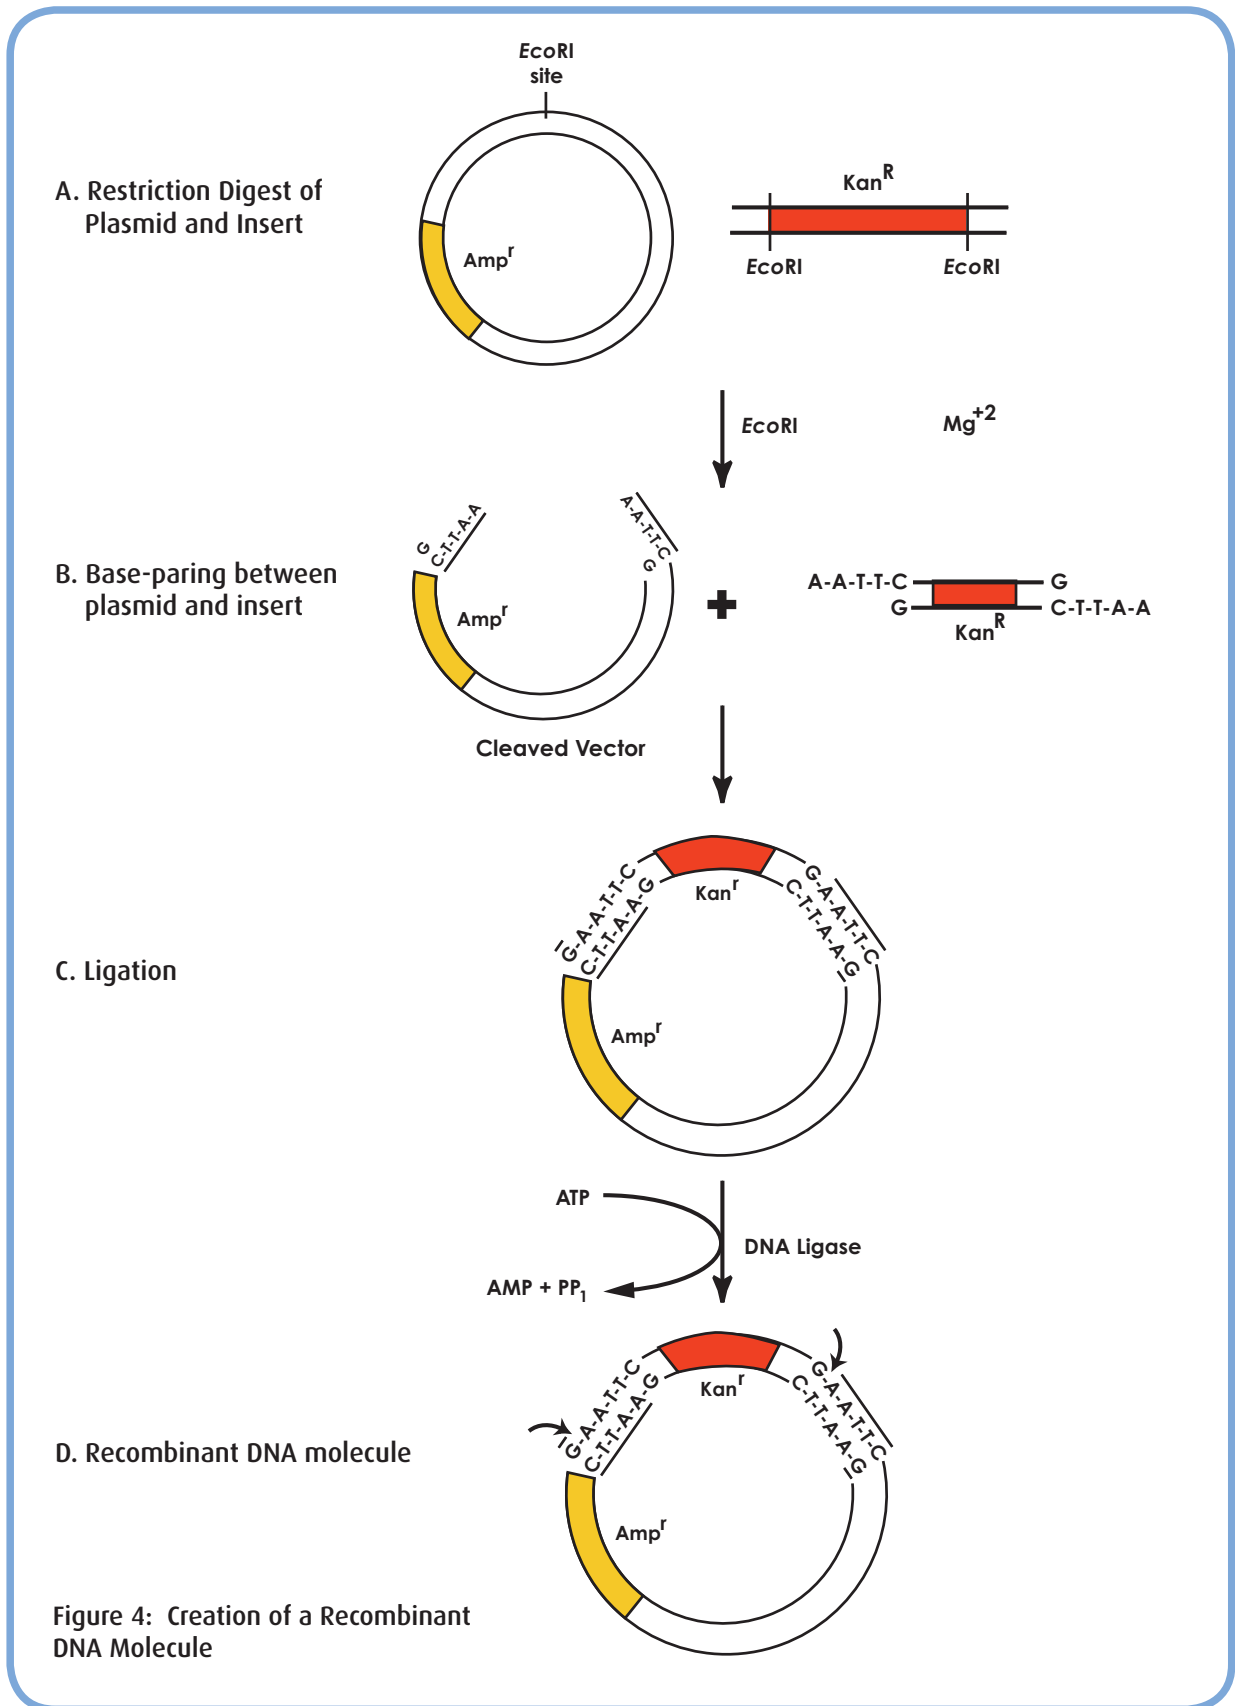 EcoRI
site
A. Restriction Digest of
Plasmid and Insert
Amp^r
Kan^R
EcoRI EcoRI
EcoRI
Mg^+2
B. Base-paring between
plasmid and insert
G
C-T-T-A-A
A-A-T-T-C
G
Amp^r
+
A-A-T-T-C G
G C-T-T-A-A
Kan^R
Cleaved Vector
C. Ligation
G-A-A-T-T-C
C-T-T-A-A-G
Kan^r
G-A-A-T-T-C
C-T-T-A-A-G
Amp^r
ATP
DNA Ligase
AMP + PP_1
D. Recombinant DNA molecule
G-A-A-T-T-C
C-T-T-A-A-G
Kan^r
G-A-A-T-T-C
C-T-T-A-A-G
Amp^r
Figure 4: Creation of a Recombinant
DNA Molecule